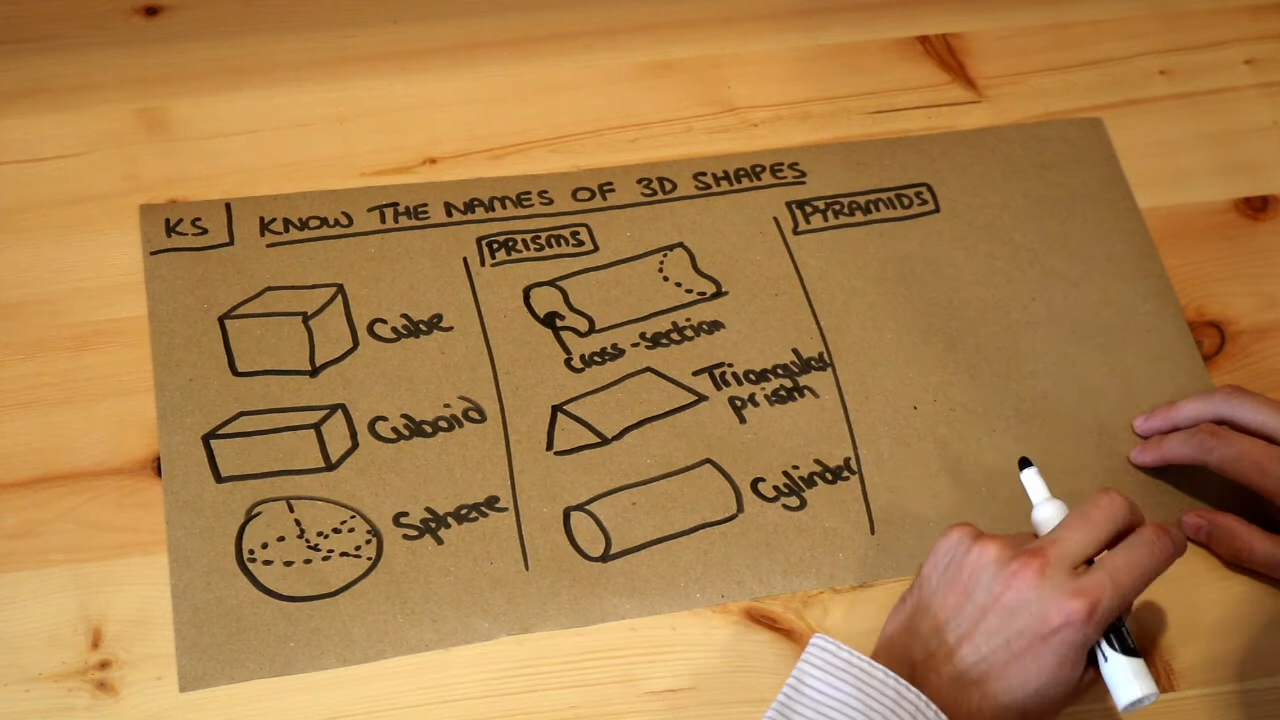 KS
KNOW THE NAMES OF 3D SHAPES
Cube
Cuboid
Sphere
PRISMS
cross-section
Triangular
prism
Cylinder
PYRAMIDS